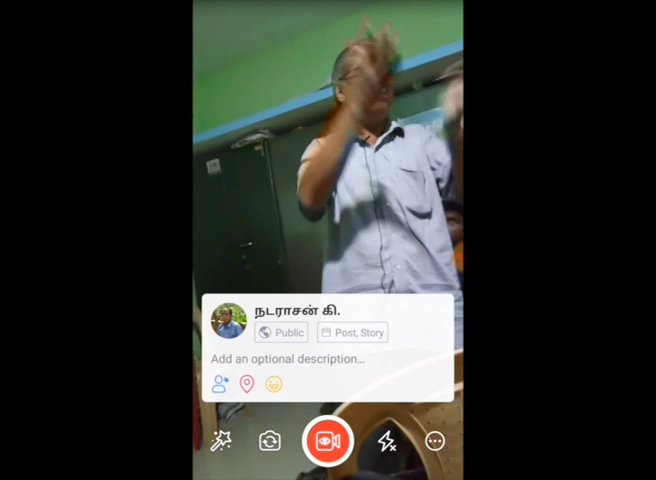 நடராசன் கி.
Public
Post, Story
Add an optional description...